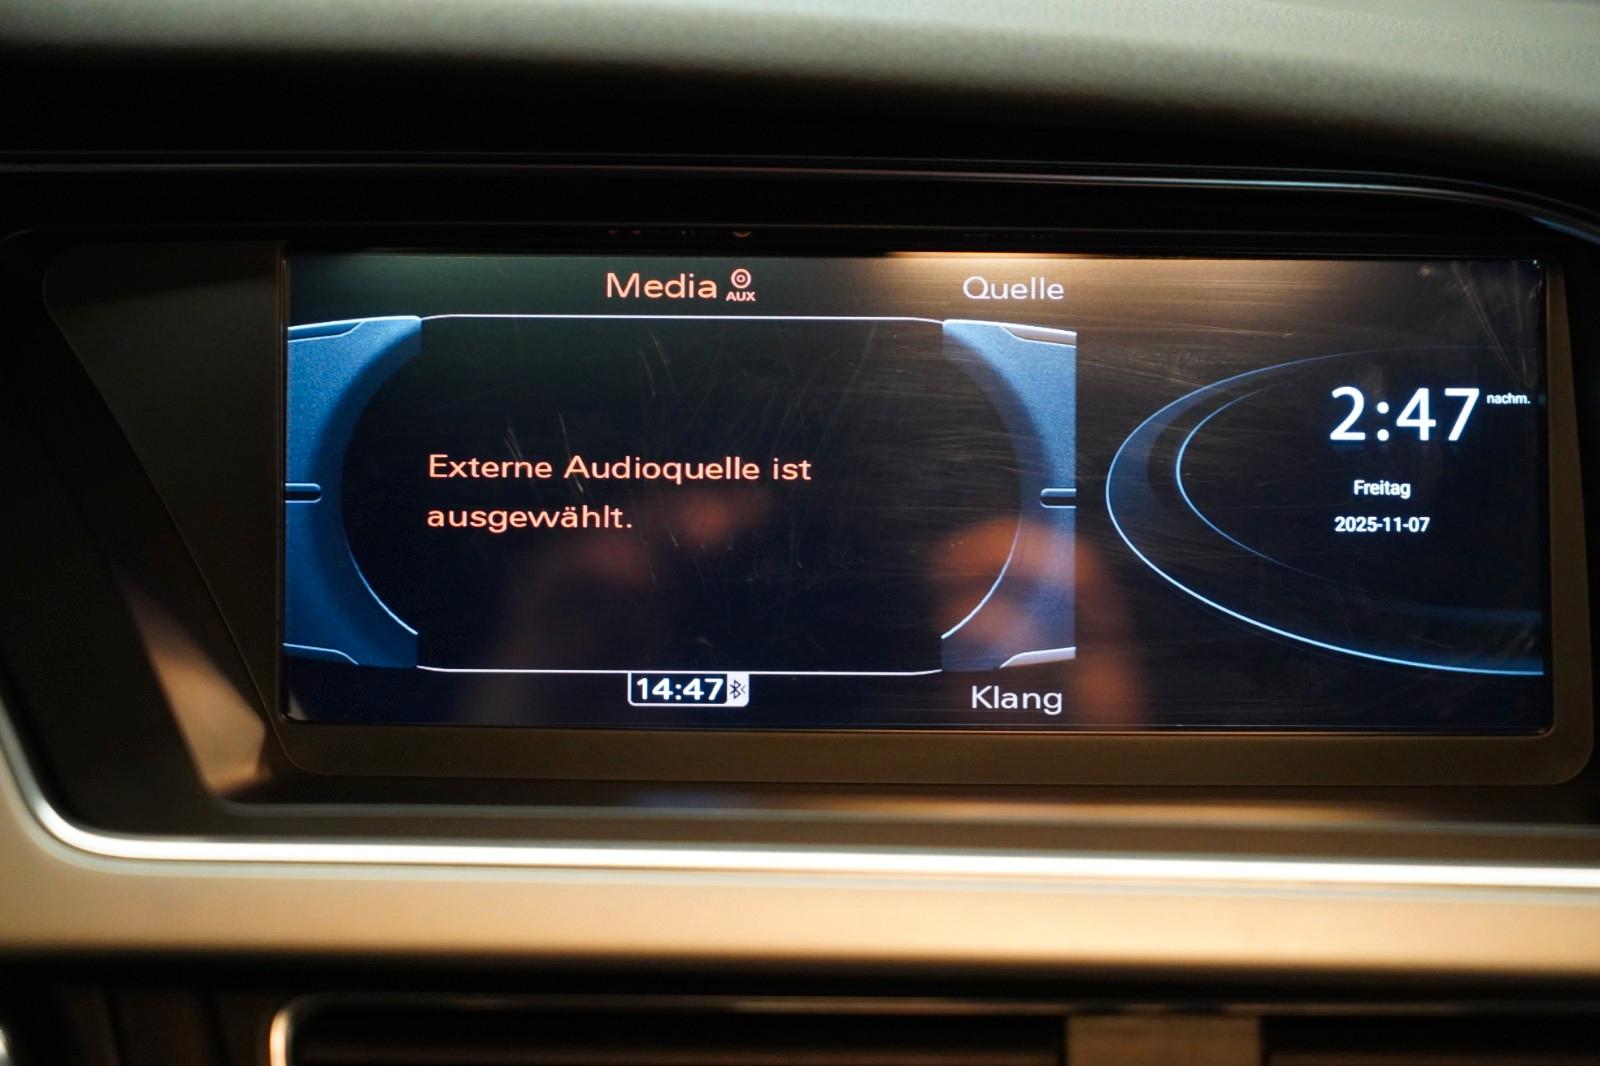 Media AUX
Quelle
Externe Audioquelle ist
ausgewählt.
14:47
Klang
2:47 nachm.
Freitag
2025-11-07